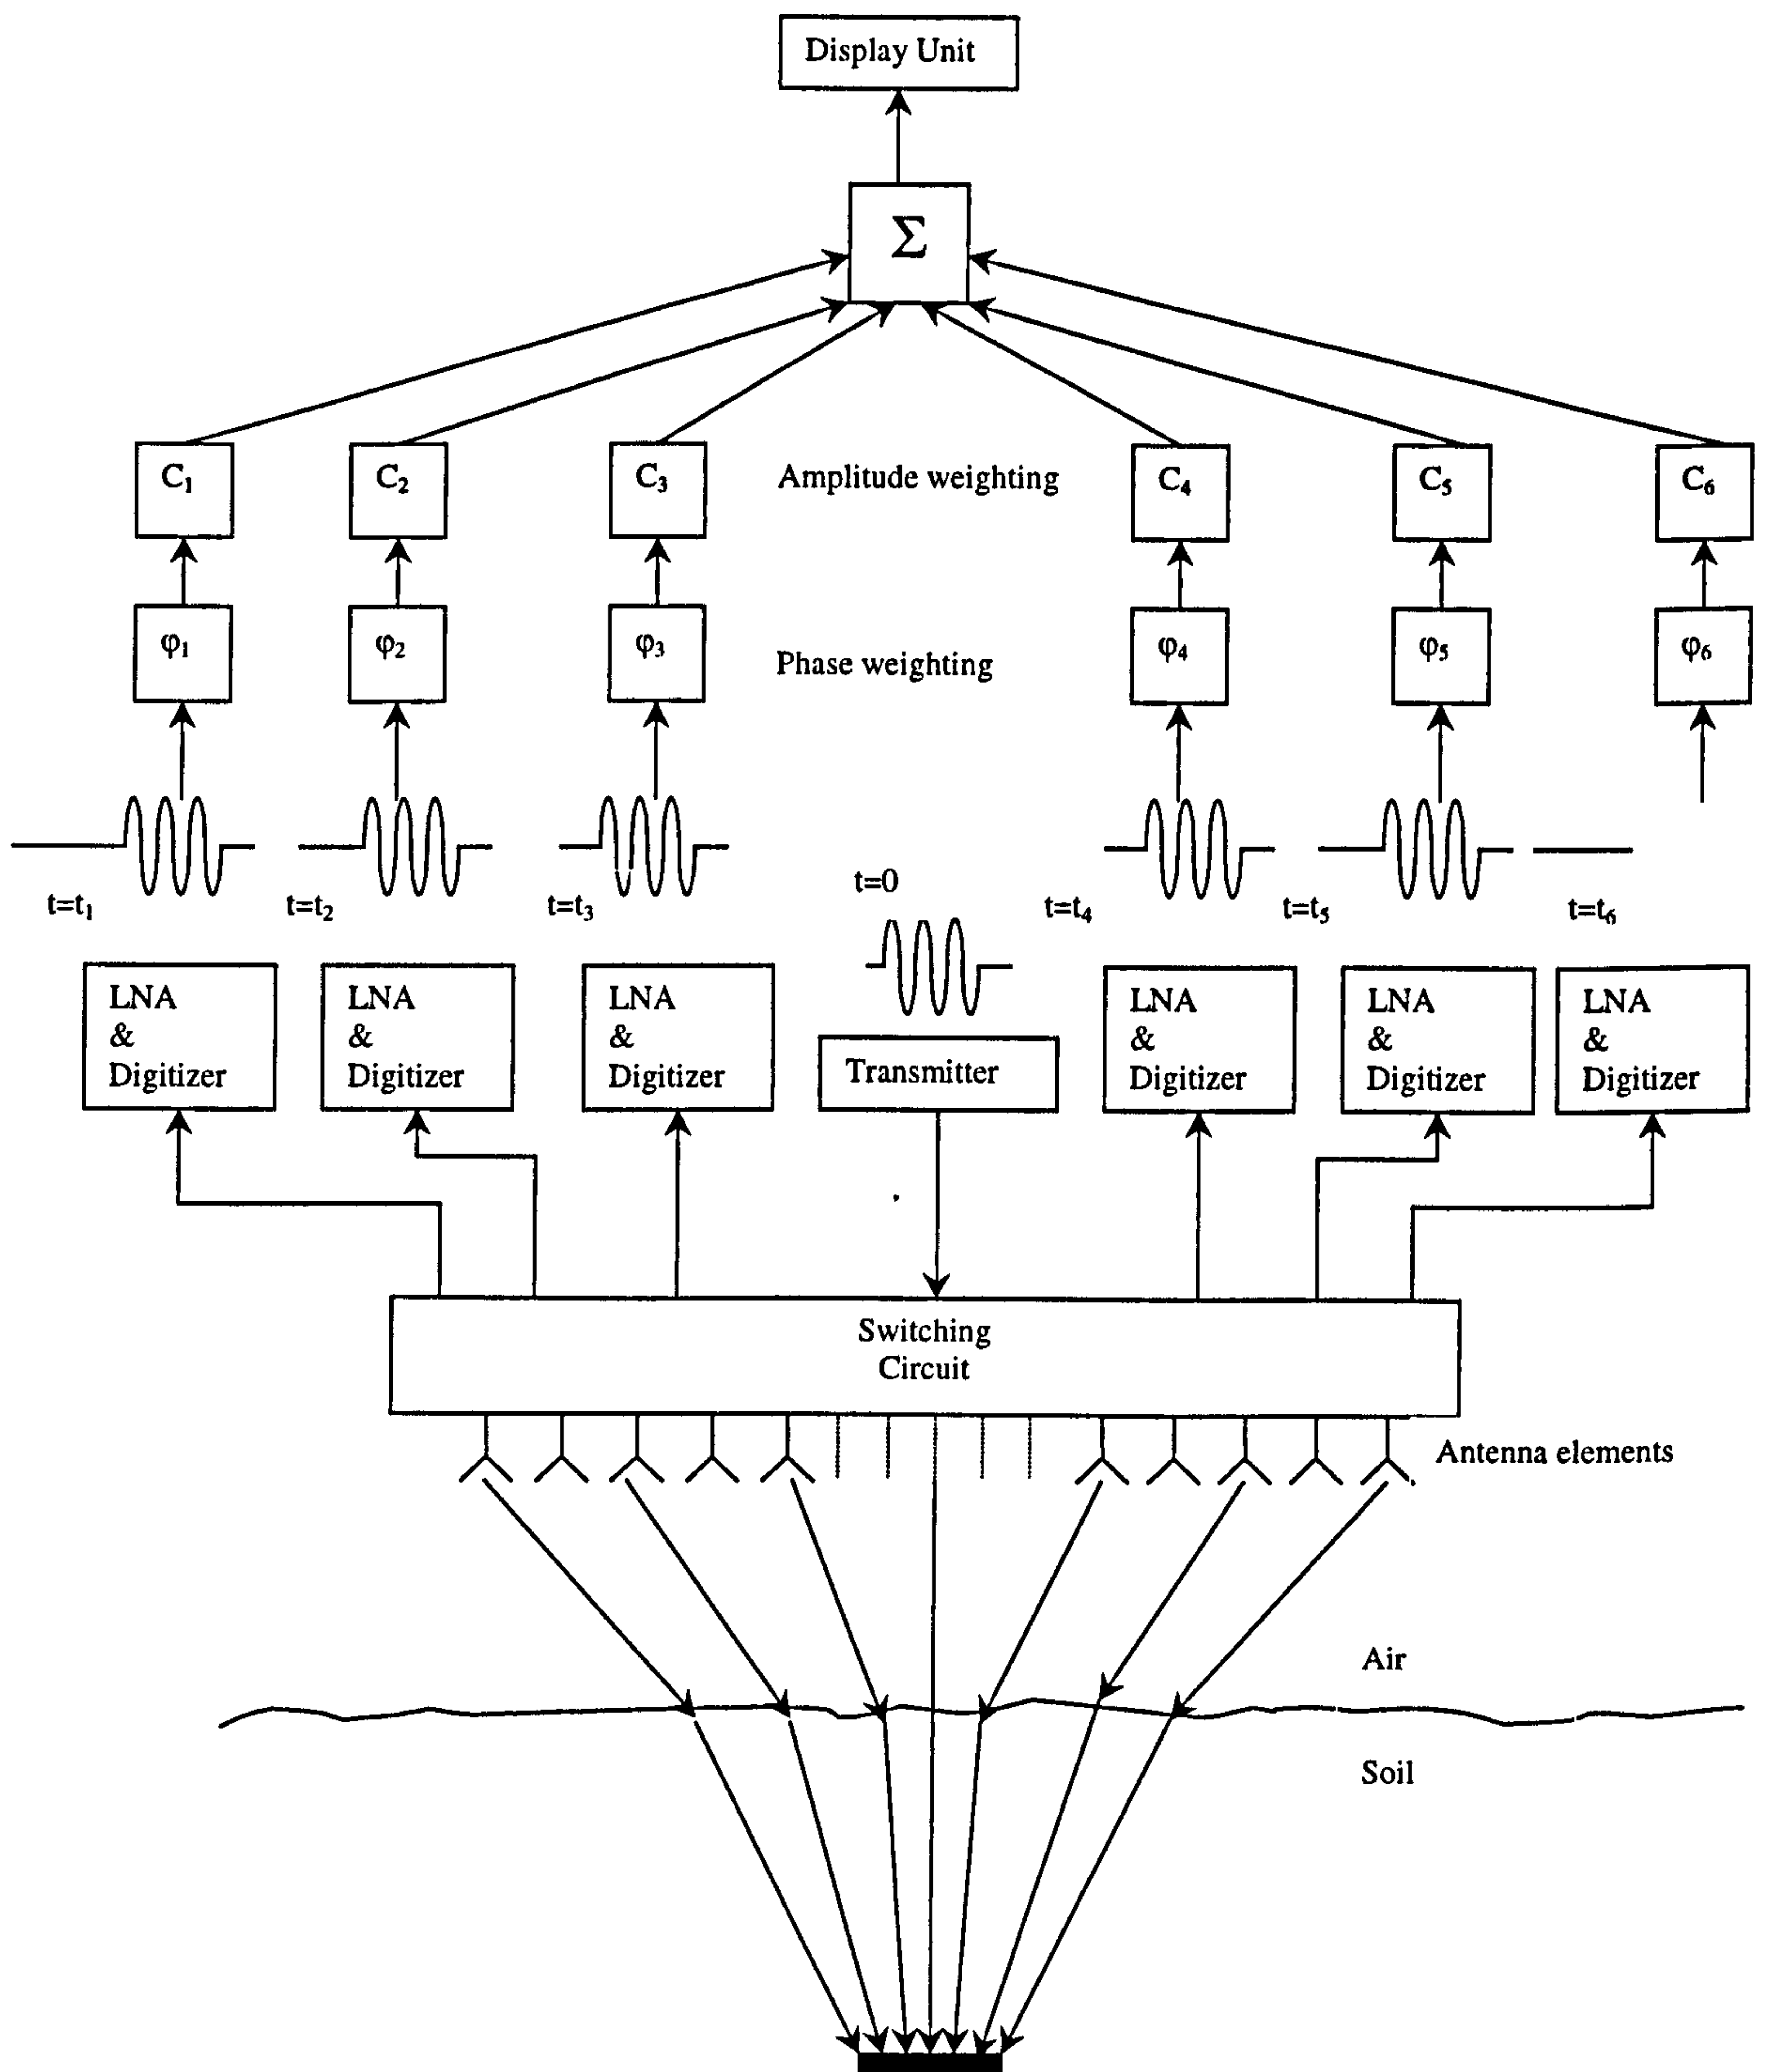 Display Unit
Σ
C₁ C₂ C₃ Amplitude weighting C₄ C₅ C₆
φ₁ φ₂ φ₃ Phase weighting φ₄ φ₅ φ₆
t=0
t=t₁ t=t₂ t=t₃ t=t₄ t=t₅ t=t₆
LNA
&
Digitizer
LNA
&
Digitizer
LNA
&
Digitizer
Transmitter
LNA
&
Digitizer
LNA
&
Digitizer
LNA
&
Digitizer
Switching
Circuit
Antenna elements
Air
Soil